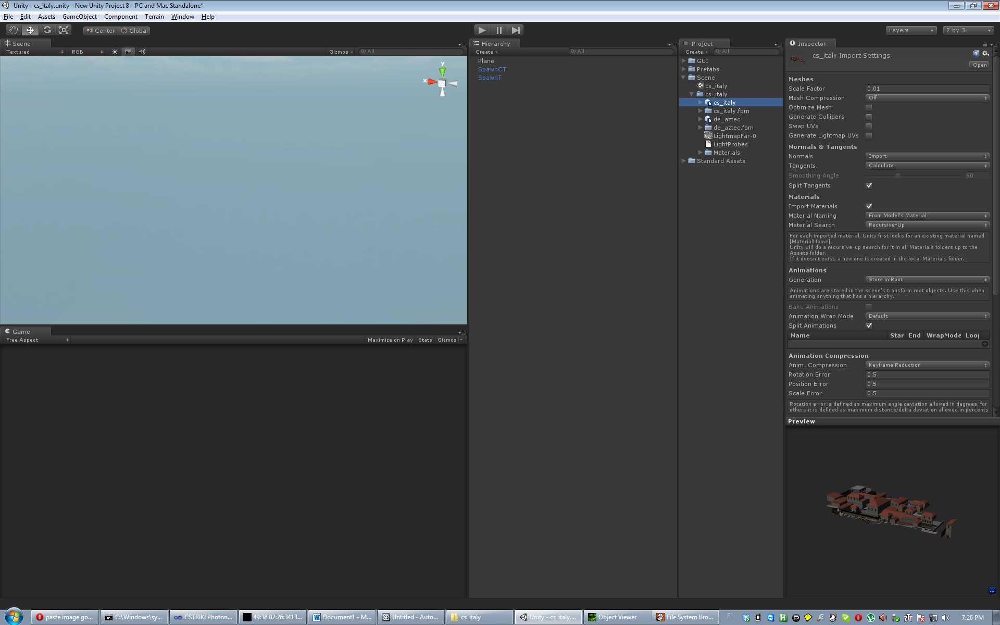 Unity - cs_italy.unity - New Unity Project 8 - PC and Mac Standalone*
File Edit Assets GameObject Component Terrain Window Help
Center Global Layers 2 by 3
Scene
Textured RGB Gizmos All
y
x
Game
Free Aspect Maximize on Play Stats Gizmos
Hierarchy
Create All
Plane
SpawnCT
SpawnT
Project
Create All
GUI
Prefabs
Scene
cs_italy
cs_italy
cs_italy
cs_italy.fbm
de_aztec
de_aztec.fbm
LightmapFar-0
LightProbes
Materials
Standard Assets
Inspector
cs_italy Import Settings
Open
Meshes
Scale Factor 0.01
Mesh Compression Off
Optimize Mesh
Generate Colliders
Swap UVs
Generate Lightmap UVs
Normals & Tangents
Normals Import
Tangents Calculate
Smoothing Angle 60
Split Tangents
Materials
Import Materials
Material Naming From Model's Material
Material Search Recursive-Up
For each imported material, Unity first looks for an existing material named
[MaterialName].
Unity will do a recursive-up search for it in all Materials folders up to the
Assets folder.
If it doesn't exist, a new one is created in the local Materials folder.
Animations
Generation Store in Root
Animations are stored in the scene's transform root objects. Use this when
animating anything that has a hierarchy.
Bake Animations
Animation Wrap Mode Default
Split Animations
Name Star End WrapMode Loop
Animation Compression
Anim. Compression Keyframe Reduction
Rotation Error 0.5
Position Error 0.5
Scale Error 0.5
Rotation error is defined as maximum angle deviation allowed in degrees, for
others it is defined as maximum distance/delta deviation allowed in percents
Preview
paste image go... C:\Windows\sy... CSTRIKEPhoton... 49:38 02:26:3413... Document1 - M... Untitled - Auto... cs_italy Unity - cs_italy.... Object Viewer File System Bro... FI 7:26 PM